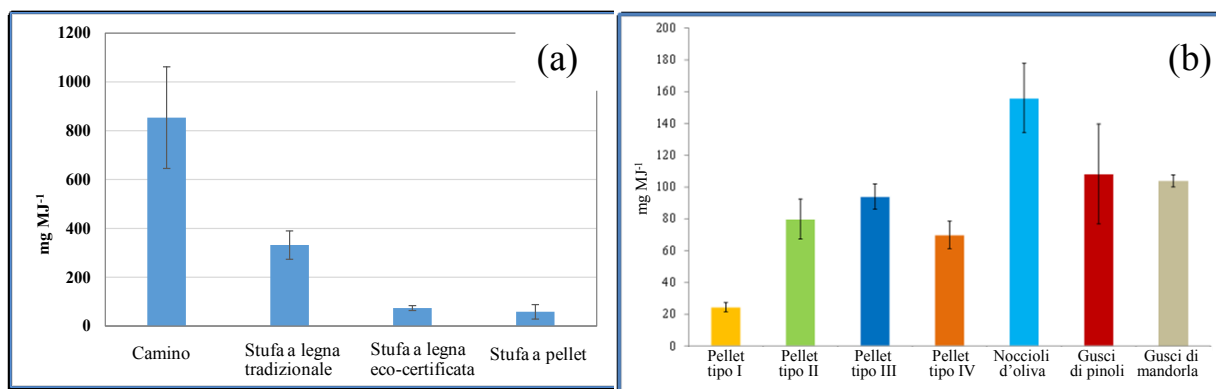 (a)
mg MJ-1
1200
1000
800
600
400
200
0
Camino
Stufa a legna
tradizionale
Stufa a legna
eco-certificata
Stufa a pellet
(b)
mg MJ-1
200
180
160
140
120
100
80
60
40
20
0
Pellet
tipo I
Pellet
tipo II
Pellet
tipo III
Pellet
tipo IV
Noccioli
d’oliva
Gusci
di pinoli
Gusci di
mandorla